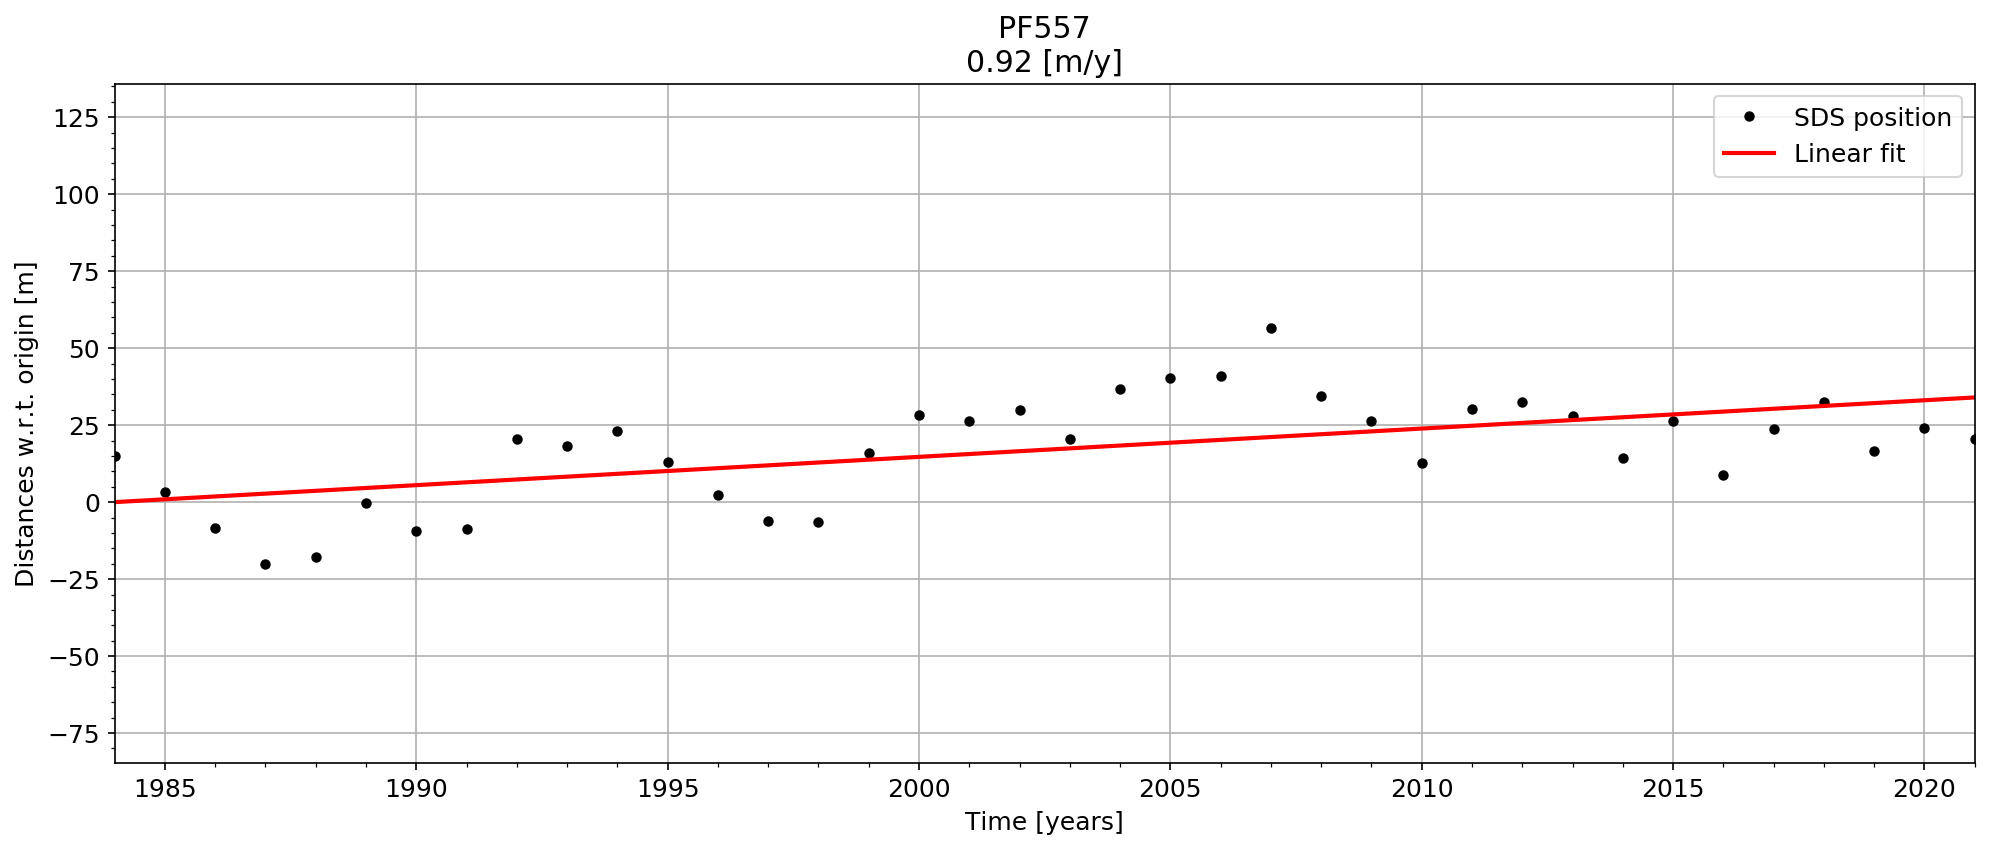 PF557
0.92 [m/y]
SDS position
Linear fit
Distances w.r.t. origin [m]
125
100
75
50
25
0
−25
−50
−75
1985 1990 1995 2000 2005 2010 2015 2020
Time [years]